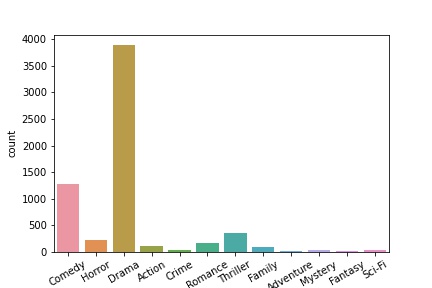 4000
3500
3000
2500
2000
1500
1000
500
0
count
Comedy
Horror
Drama
Action
Crime
Romance
Thriller
Family
Adventure
Mystery
Fantasy
Sci-Fi